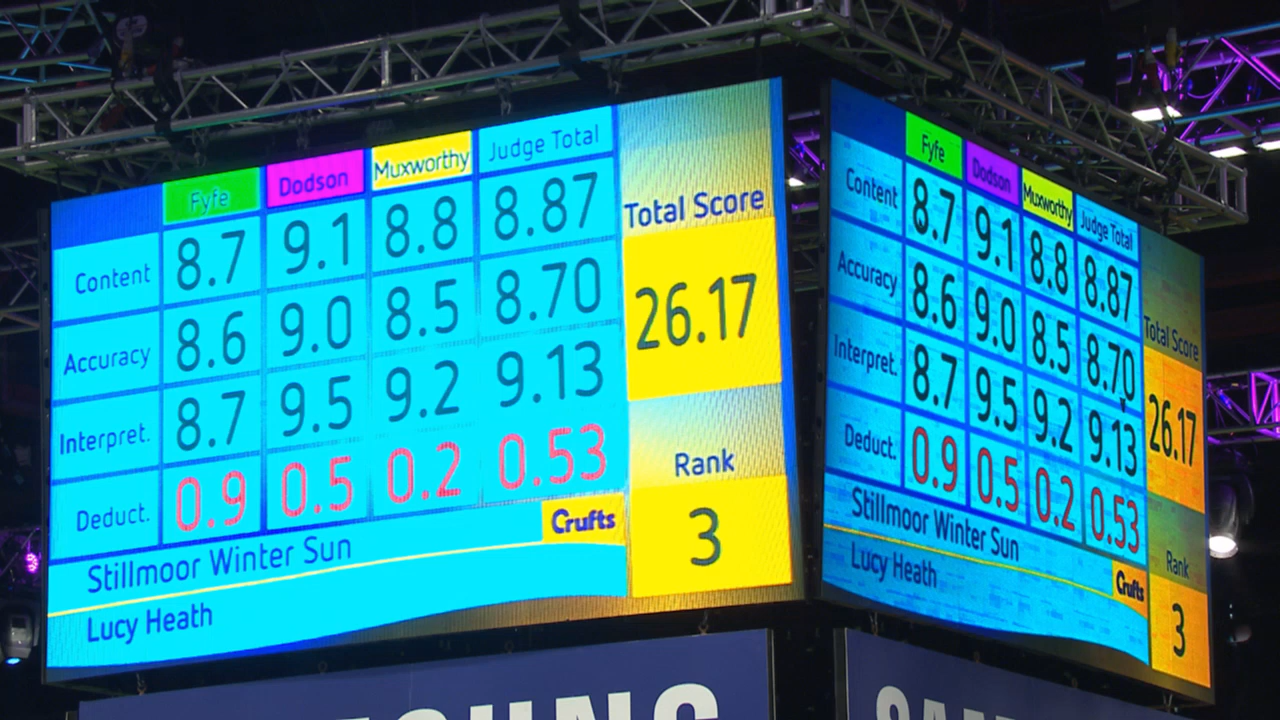 Fyfe Dodson Muxworthy Judge Total
Content 8.7 9.1 8.8 8.87
Accuracy 8.6 9.0 8.5 8.70
Interpret. 8.7 9.5 9.2 9.13
Deduct. 0.9 0.5 0.2 0.53
Total Score
26.17
Rank
3
Crufts
Stillmoor Winter Sun
Lucy Heath
Fyfe Dodson Muxworthy Judge Total
Content 8.7 9.1 8.8 8.87
Accuracy 8.6 9.0 8.5 8.70
Interpret. 8.7 9.5 9.2 9.13
Deduct. 0.9 0.5 0.2 0.53
Total Score
26.17
Rank
3
Stillmoor Winter Sun
Crufts
Lucy Heath